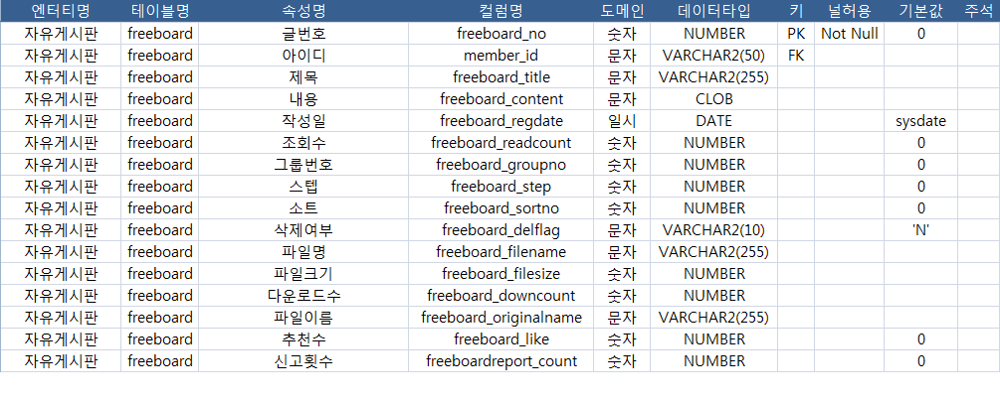 엔터티명 테이블명 속성명 컬럼명 도메인 데이터타입 키 널허용 기본값 주석
자유게시판 freeboard 글번호 freeboard_no 숫자 NUMBER PK Not Null 0
자유게시판 freeboard 아이디 member_id 문자 VARCHAR2(50) FK
자유게시판 freeboard 제목 freeboard_title 문자 VARCHAR2(255)
자유게시판 freeboard 내용 freeboard_content 문자 CLOB
자유게시판 freeboard 작성일 freeboard_regdate 일시 DATE sysdate
자유게시판 freeboard 조회수 freeboard_readcount 숫자 NUMBER 0
자유게시판 freeboard 그룹번호 freeboard_groupno 숫자 NUMBER 0
자유게시판 freeboard 스텝 freeboard_step 숫자 NUMBER 0
자유게시판 freeboard 소트 freeboard_sortno 숫자 NUMBER 0
자유게시판 freeboard 삭제여부 freeboard_delflag 문자 VARCHAR2(10) 'N'
자유게시판 freeboard 파일명 freeboard_filename 문자 VARCHAR2(255)
자유게시판 freeboard 파일크기 freeboard_filesize 숫자 NUMBER
자유게시판 freeboard 다운로드수 freeboard_downcount 숫자 NUMBER
자유게시판 freeboard 파일이름 freeboard_originalname 문자 VARCHAR2(255)
자유게시판 freeboard 추천수 freeboard_like 숫자 NUMBER 0
자유게시판 freeboard 신고횟수 freeboardreport_count 숫자 NUMBER 0